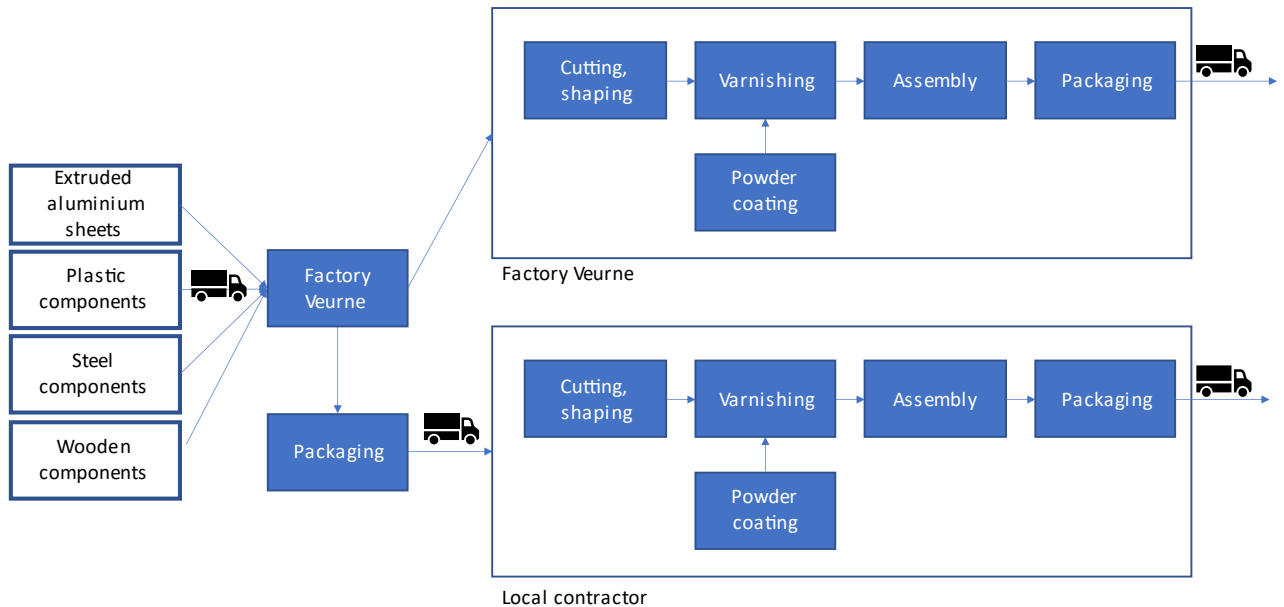 Cutting,
shaping
Varnishing
Assembly
Packaging
Powder
coating
Factory Veurne
Extruded
aluminium
sheets
Plastic
components
Steel
components
Wooden
components
Factory
Veurne
Packaging
Cutting,
shaping
Varnishing
Assembly
Packaging
Powder
coating
Local contractor